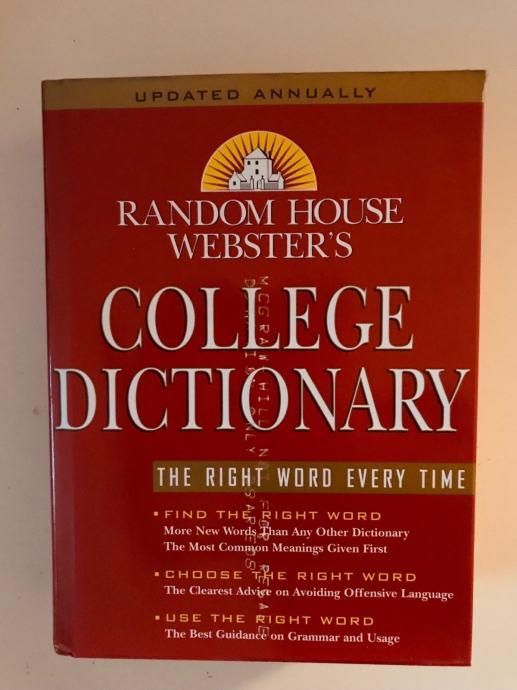 UPDATED ANNUALLY
RANDOM HOUSE
WEBSTER'S
COLLEGE
DICTIONARY
THE RIGHT WORD EVERY TIME
▪ FIND THE RIGHT WORD
More New Words Than Any Other Dictionary
The Most Common Meanings Given First
▪ CHOOSE THE RIGHT WORD
The Clearest Advice on Avoiding Offensive Language
▪ USE THE RIGHT WORD
The Best Guidance on Grammar and Usage
MCGRAW HILL